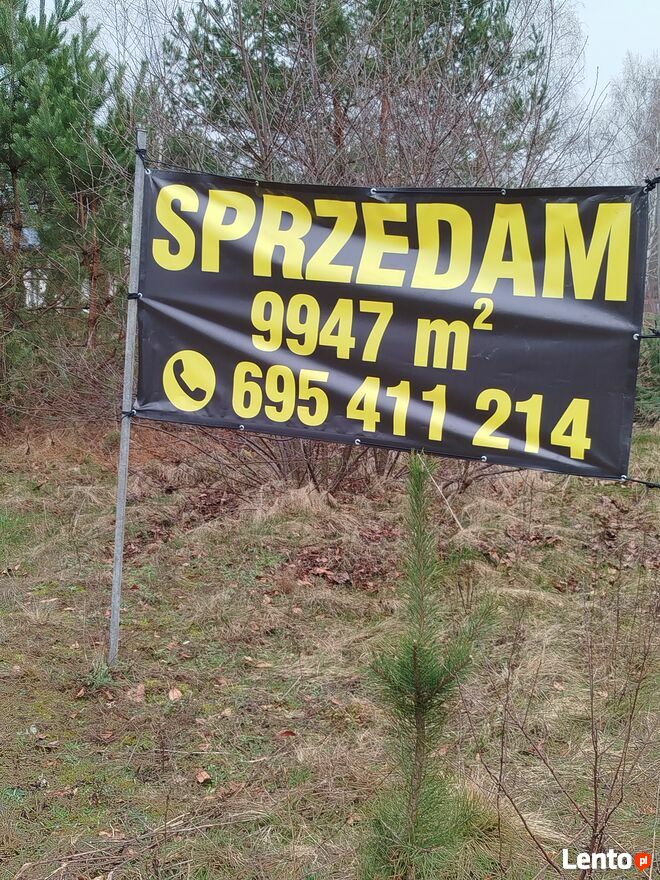 SPRZEDAM
9947 m²
695 411 214
Lento.pl